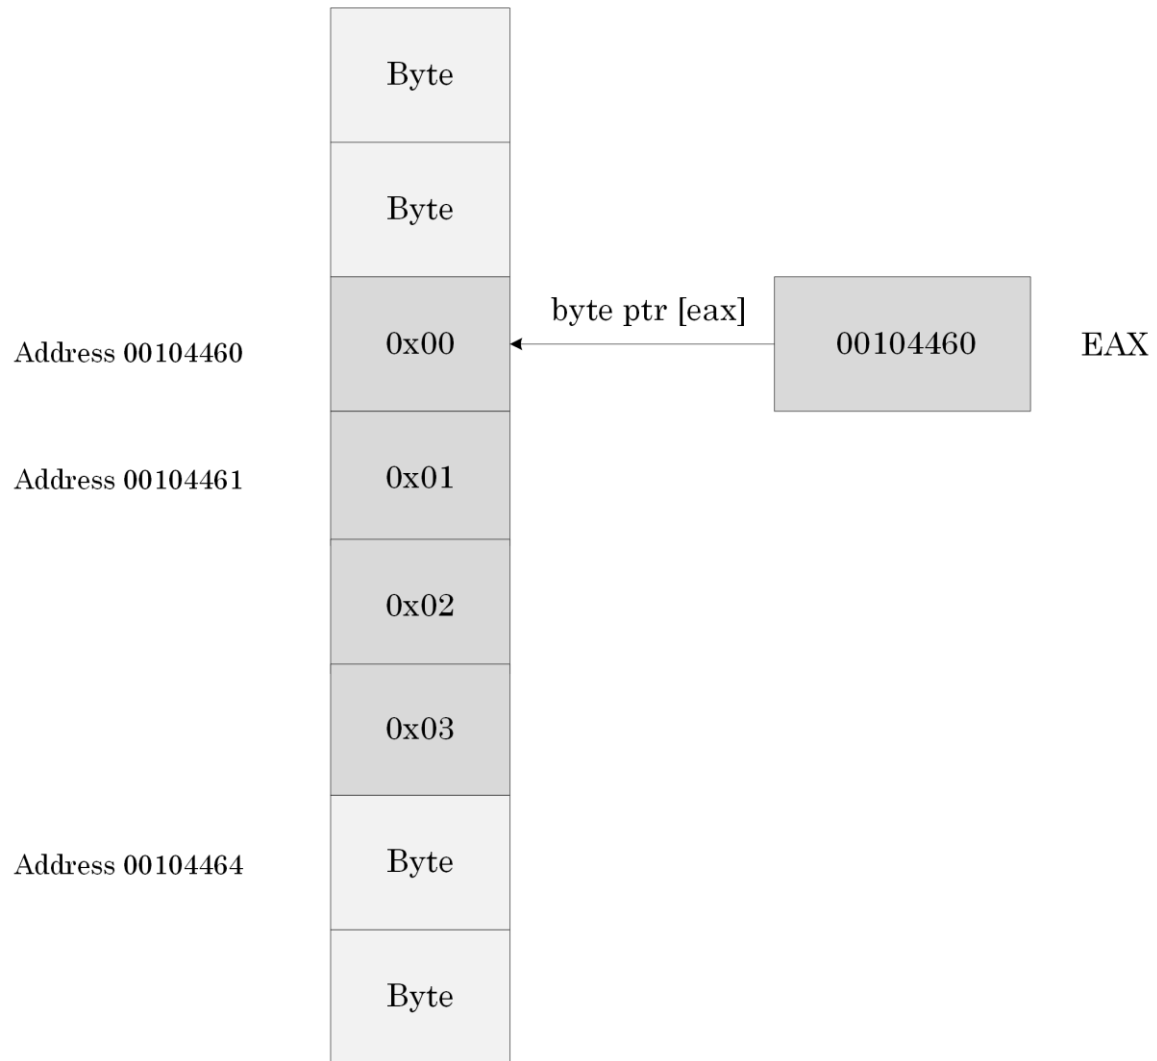 Byte
Byte
byte ptr [eax]
Address 00104460
0x00
00104460
EAX
Address 00104461
0x01
0x02
0x03
Address 00104464
Byte
Byte